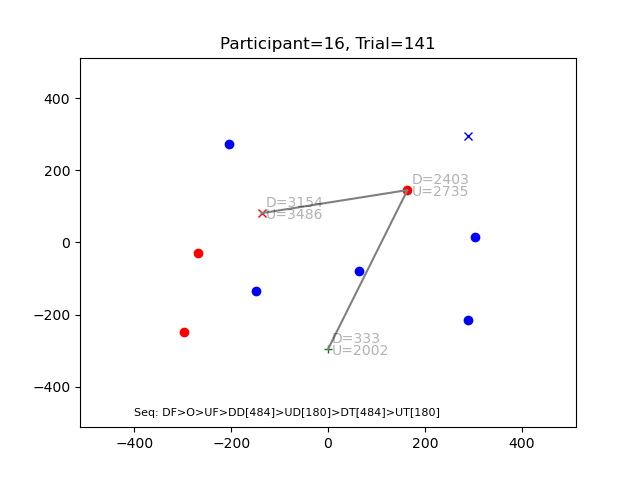 Participant=16, Trial=141
400
200
0
−200
−400
−400
−200
0
200
400
D=2403
U=2735
D=3154
U=3486
D=333
U=2002
Seq: DF>O>UF>DD[484]>UD[180]>DT[484]>UT[180]